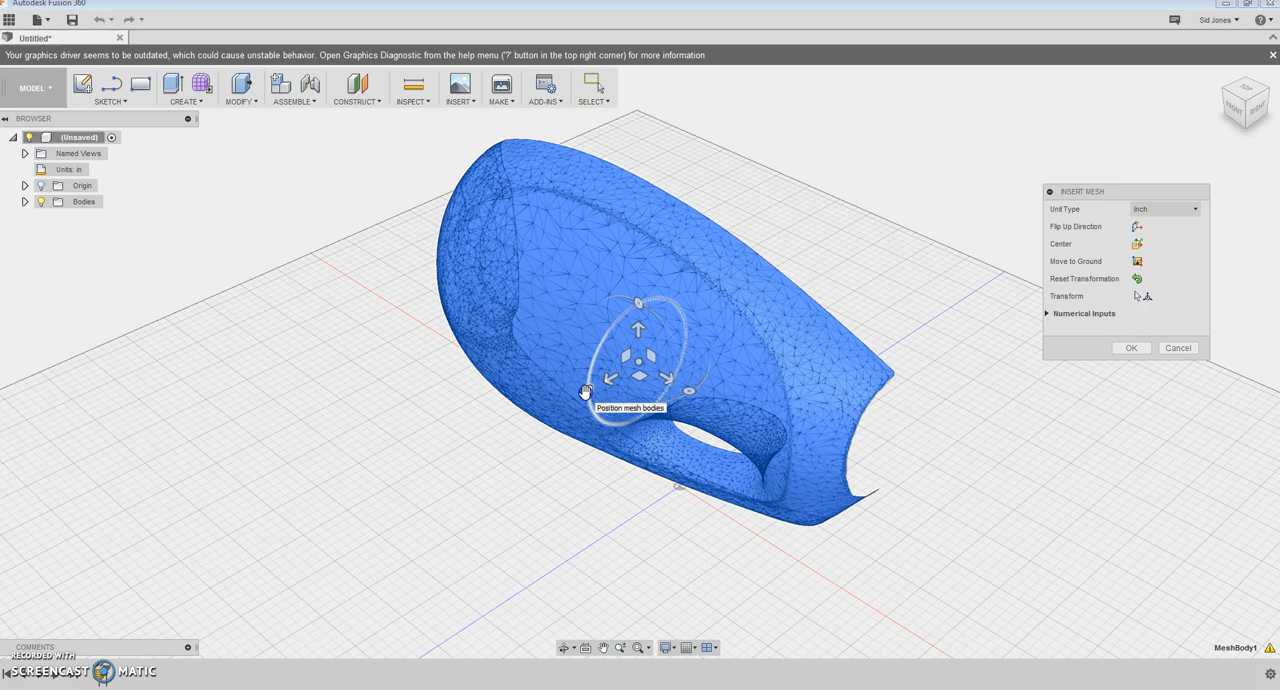 Autodesk Fusion 360
Sid Jones
Untitled*
Your graphics driver seems to be outdated, which could cause unstable behavior. Open Graphics Diagnostic from the help menu ('?' button in the top right corner) for more information
MODEL
SKETCH
CREATE
MODIFY
ASSEMBLE
CONSTRUCT
INSPECT
INSERT
MAKE
ADD-INS
SELECT
BROWSER
(Unsaved)
Named Views
Units: in
Origin
Bodies
TOP
FRONT
RIGHT
INSERT MESH
Unit Type
Inch
Flip Up Direction
Center
Move to Ground
Reset Transformation
Transform
Numerical Inputs
OK
Cancel
Position mesh bodies
COMMENTS
MeshBody1
RECORDED WITH
SCREENCAST MATIC